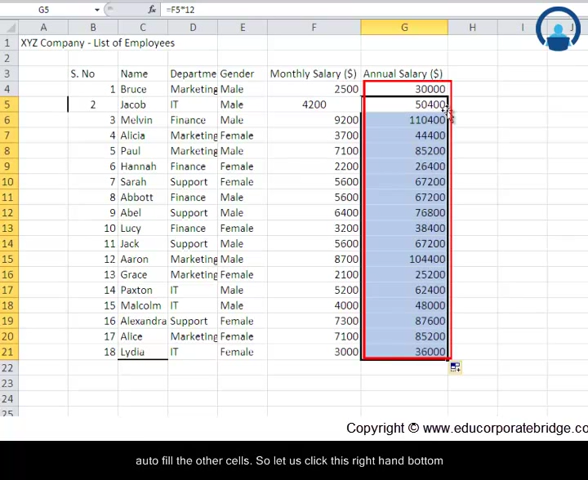 G5 fx =F5*12
A B C D E F G H I J
1 XYZ Company - List of Employees
2
3 S. No Name Departme Gender Monthly Salary ($) Annual Salary ($)
4 1 Bruce Marketing Male 2500 30000
5 2 Jacob IT Male 4200 50400
6 3 Melvin Finance Male 9200 110400
7 4 Alicia Marketing Female 3700 44400
8 5 Paul Marketing Male 7100 85200
9 6 Hannah Finance Female 2200 26400
10 7 Sarah Support Female 5600 67200
11 8 Abbott Finance Male 5600 67200
12 9 Abel Support Male 6400 76800
13 10 Lucy Finance Female 3200 38400
14 11 Jack Support Male 5600 67200
15 12 Aaron Marketing Male 8700 104400
16 13 Grace Marketing Female 2100 25200
17 14 Paxton IT Male 5200 62400
18 15 Malcolm IT Male 4000 48000
19 16 Alexandra Support Female 7300 87600
20 17 Alice Marketing Female 7100 85200
21 18 Lydia IT Female 3000 36000
22
23
24
25
Copyright © www.educorporatebridge.com
auto fill the other cells. So let us click this right hand bottom